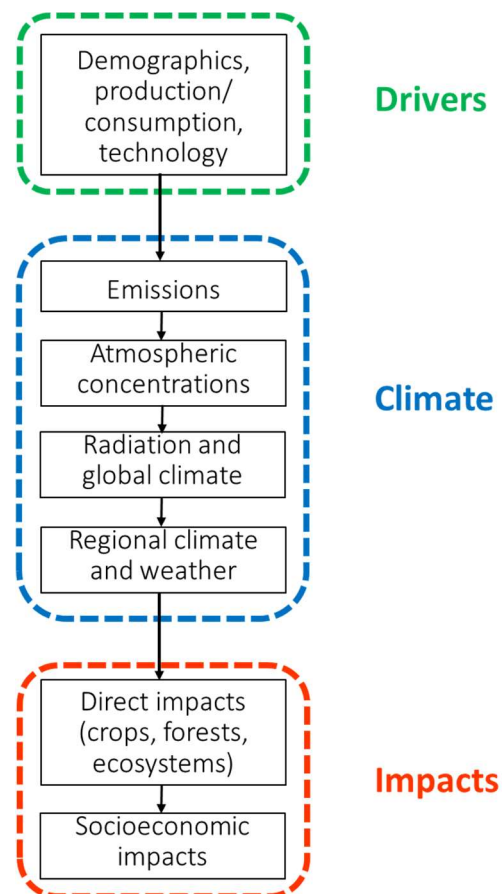 Demographics,
production/
consumption,
technology
Drivers
Emissions
Atmospheric
concentrations
Climate
Radiation and
global climate
Regional climate
and weather
Direct impacts
(crops, forests,
ecosystems)
Impacts
Socioeconomic
impacts